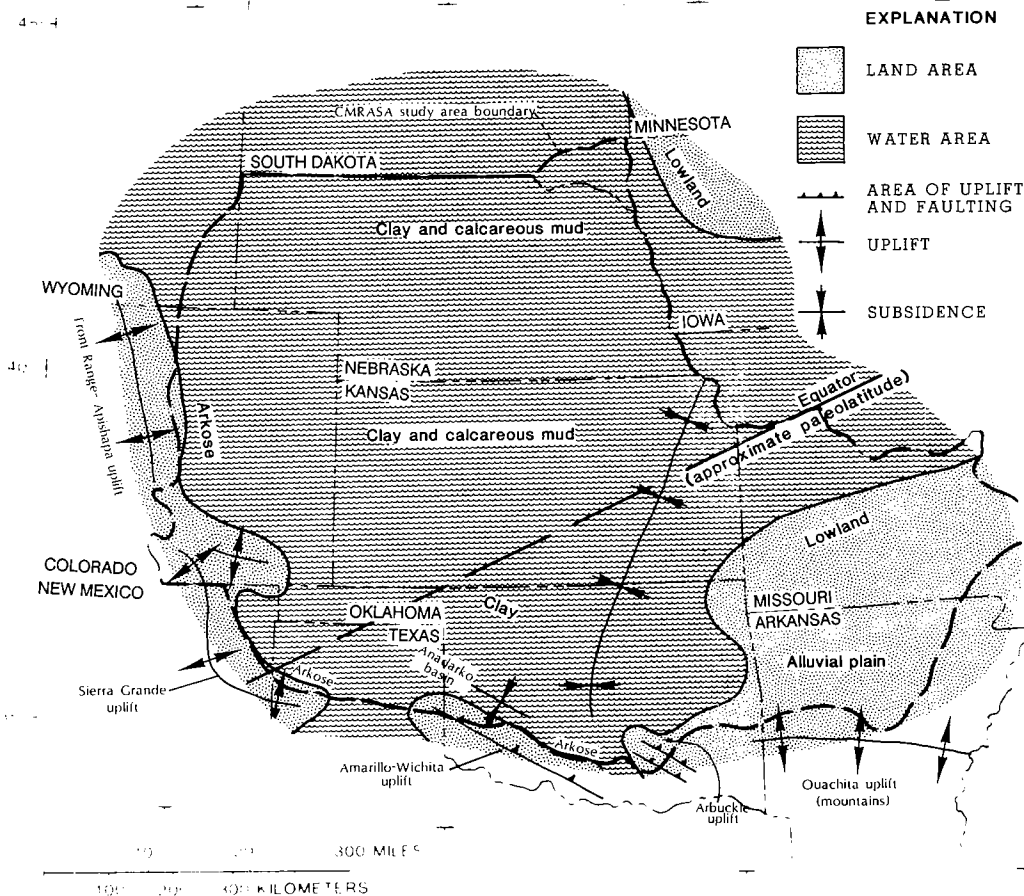 EXPLANATION
LAND AREA
WATER AREA
AREA OF UPLIFT
AND FAULTING
UPLIFT
SUBSIDENCE
CMRASA study area boundary
MINNESOTA
SOUTH DAKOTA
Lowland
Clay and calcareous mud
WYOMING
IOWA
Front Range-Apishapa uplift
NEBRASKA
KANSAS
Equator
(approximate paleolatitude)
Arkose
Clay and calcareous mud
Lowland
COLORADO
NEW MEXICO
OKLAHOMA
TEXAS
Clay
MISSOURI
ARKANSAS
Alluvial plain
Anadarko
basin
Arkose
Sierra Grande
uplift
Arkose
Amarillo-Wichita
uplift
Arbuckle
uplift
Ouachita uplift
(mountains)
300 MILES
300 KILOMETERS